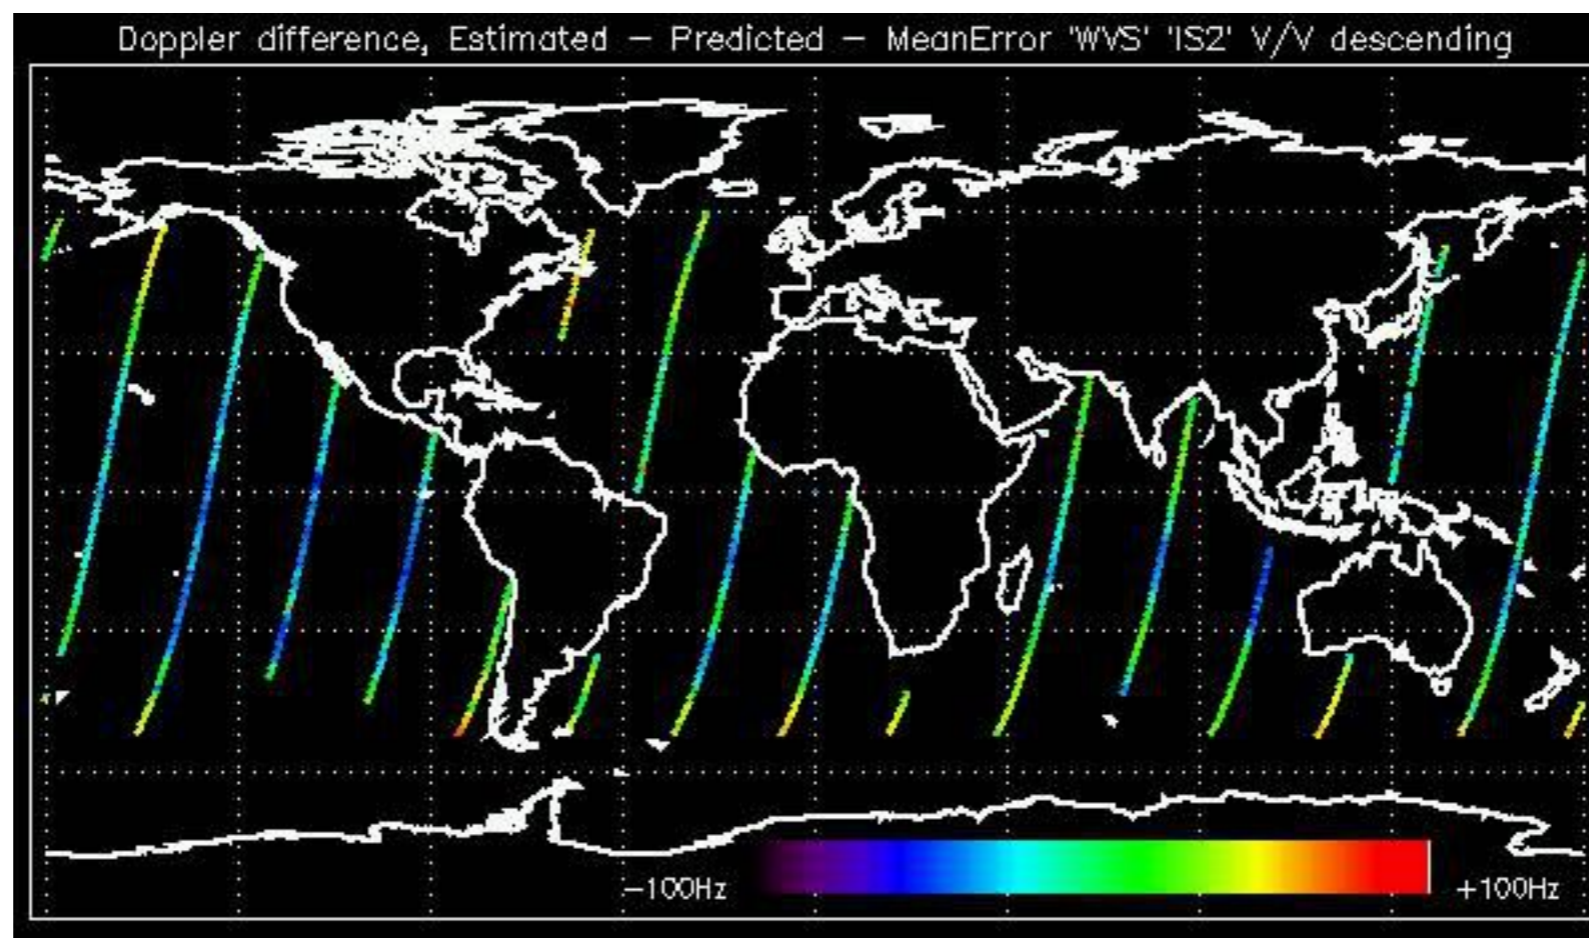 Doppler difference, Estimated - Predicted - MeanError 'WVS' 'IS2' V/V descending
-100Hz
+100Hz